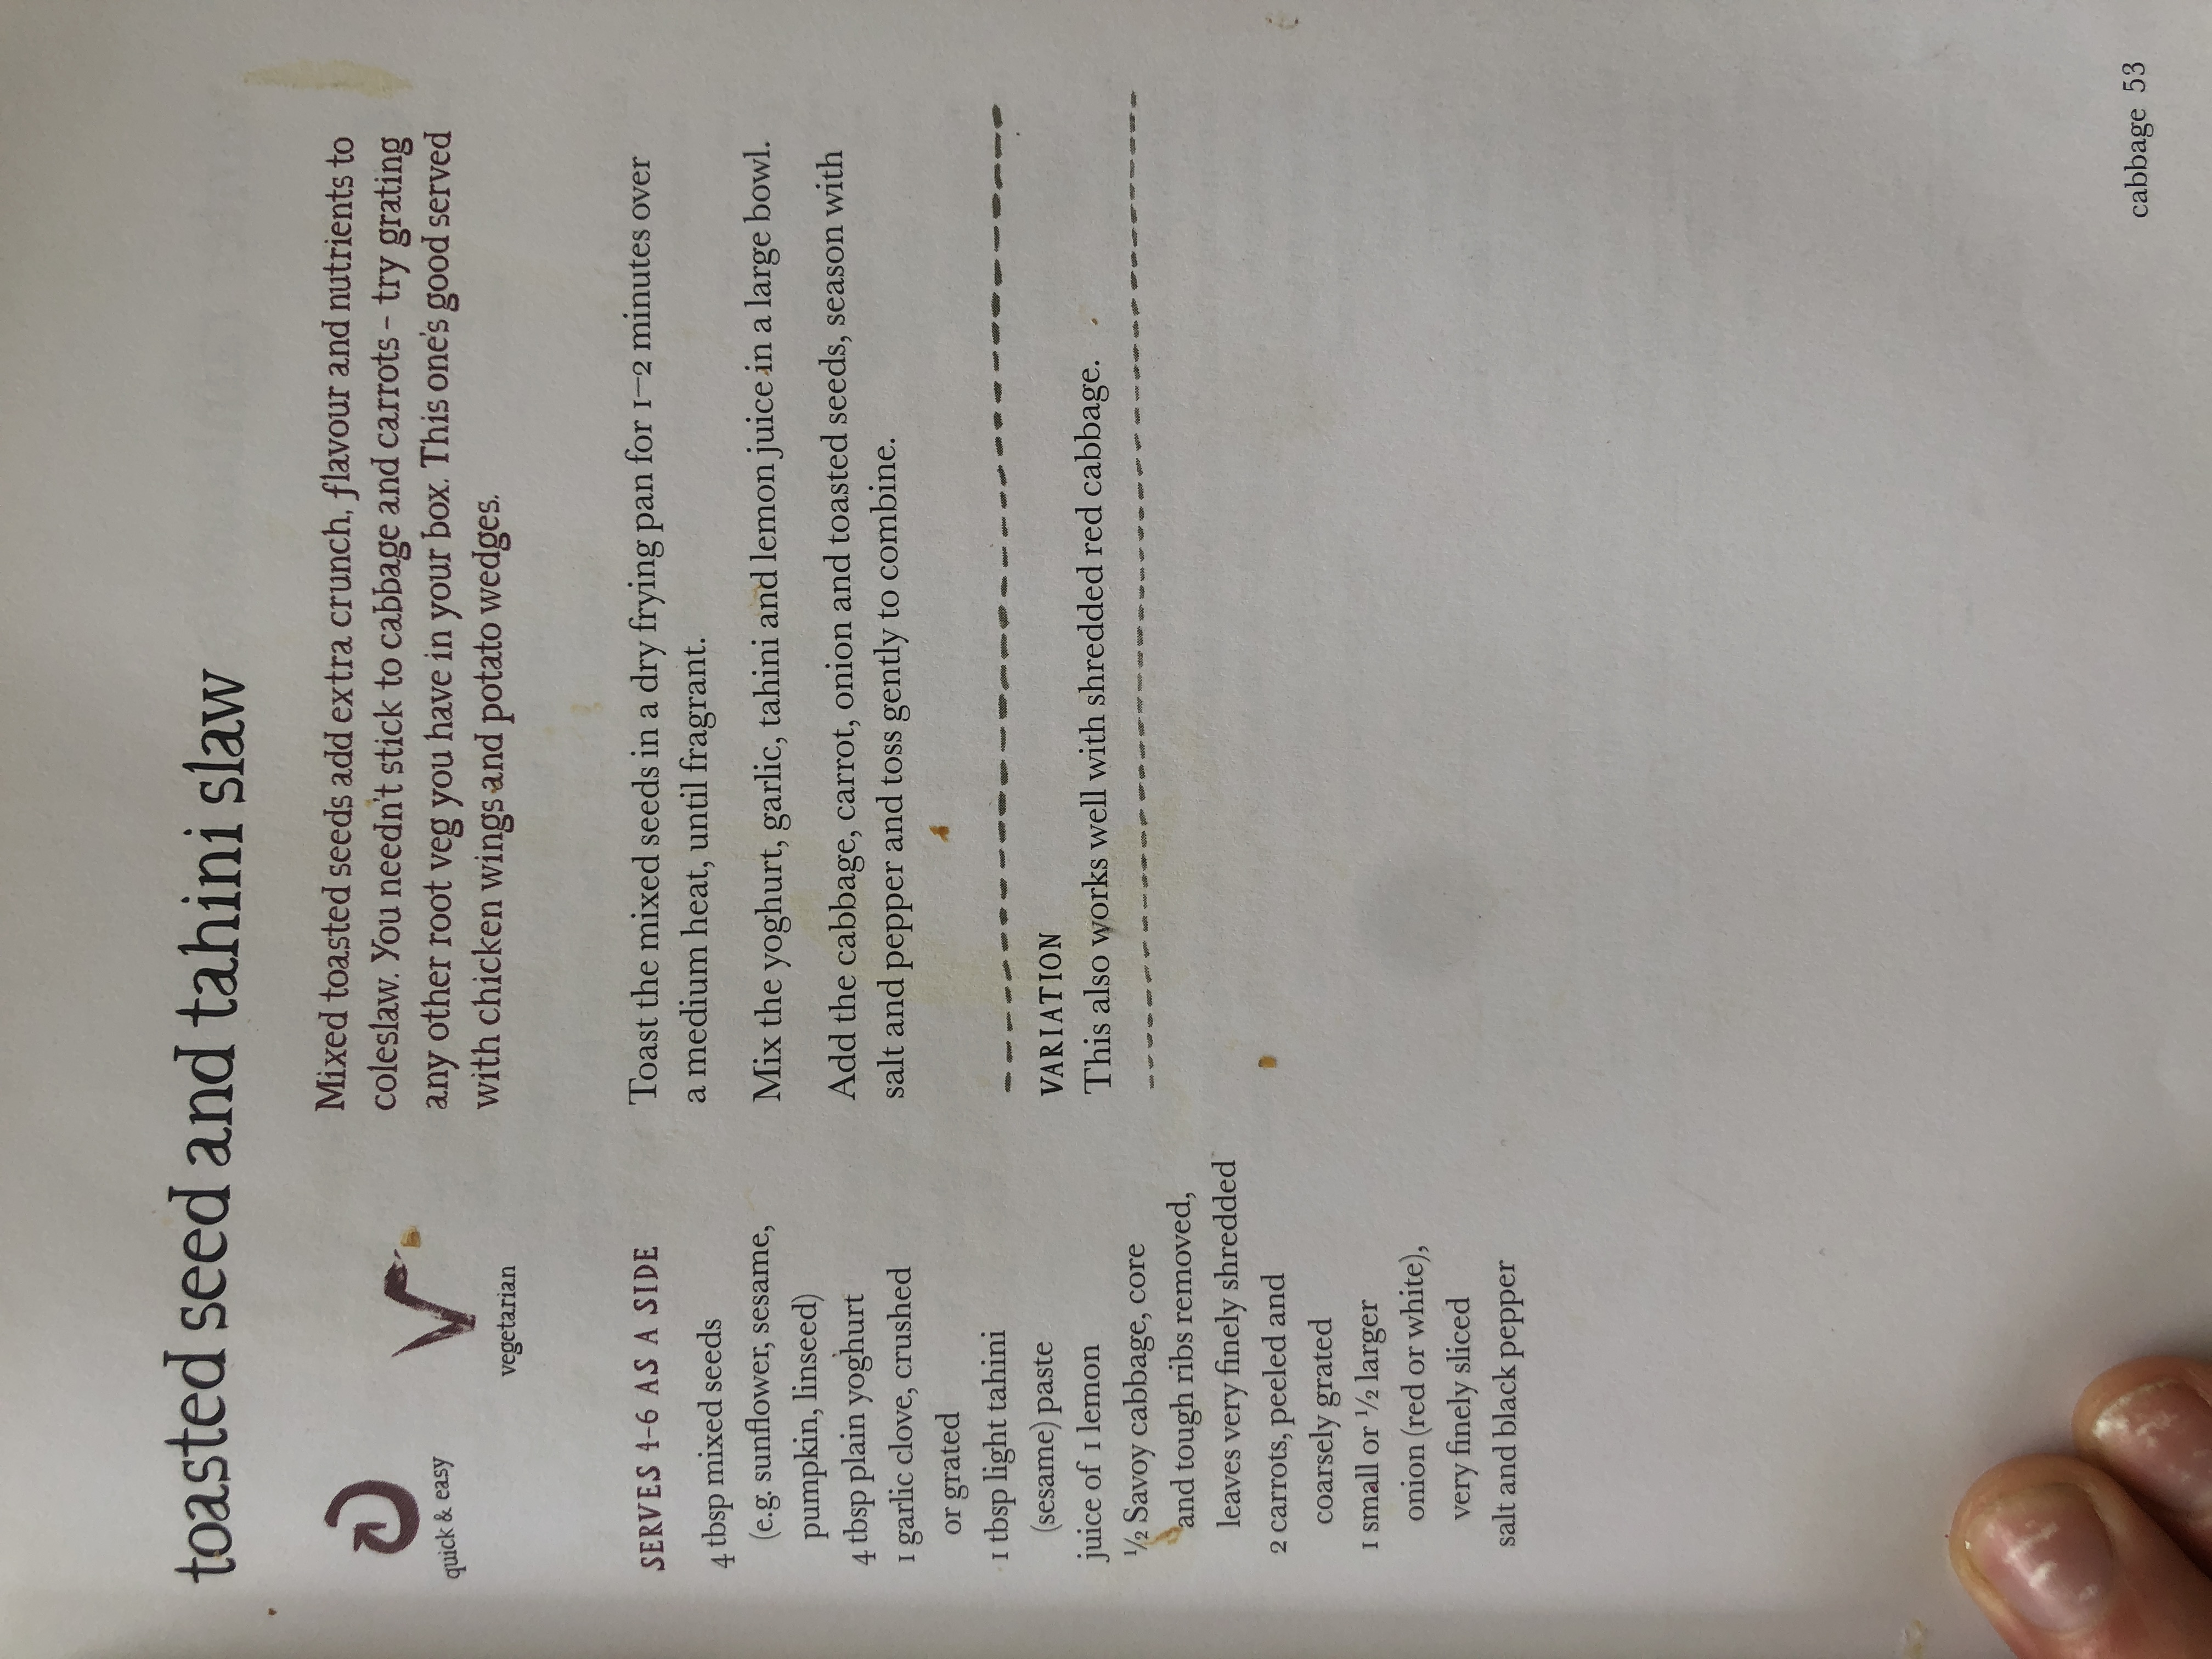 toasted seed and tahini slaw
quick & easy
vegetarian
Mixed toasted seeds add extra crunch, flavour and nutrients to
coleslaw. You needn't stick to cabbage and carrots – try grating
any other root veg you have in your box. This one's good served
with chicken wings and potato wedges.
SERVES 4–6 AS A SIDE
4 tbsp mixed seeds
(e.g. sunflower, sesame,
pumpkin, linseed)
4 tbsp plain yoghurt
1 garlic clove, crushed
or grated
1 tbsp light tahini
(sesame) paste
juice of 1 lemon
½ Savoy cabbage, core
and tough ribs removed,
leaves very finely shredded
2 carrots, peeled and
coarsely grated
1 small or ½ larger
onion (red or white),
very finely sliced
salt and black pepper
Toast the mixed seeds in a dry frying pan for 1–2 minutes over
a medium heat, until fragrant.
Mix the yoghurt, garlic, tahini and lemon juice in a large bowl.
Add the cabbage, carrot, onion and toasted seeds, season with
salt and pepper and toss gently to combine.
VARIATION
This also works well with shredded red cabbage.
cabbage 53